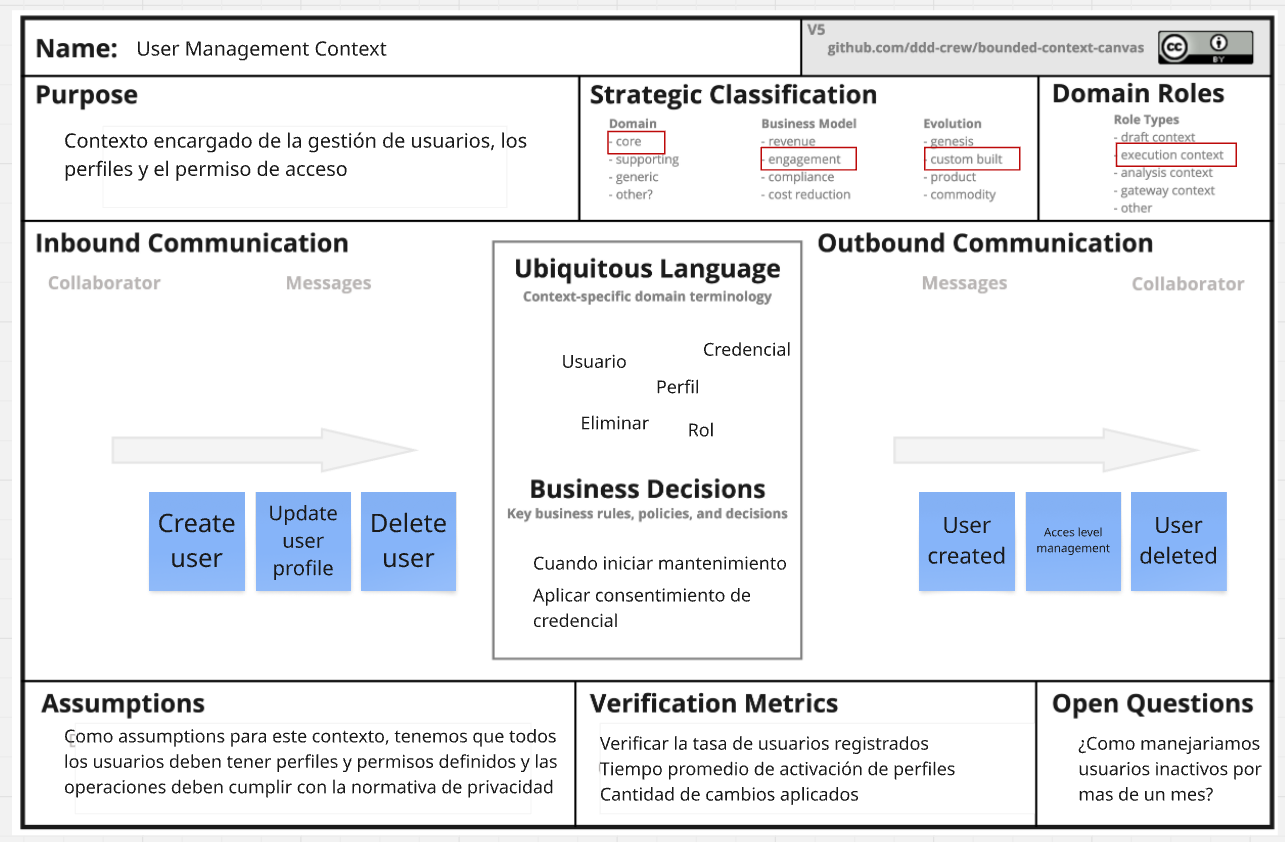 Name: User Management Context
V5
github.com/ddd-crew/bounded-context-canvas
cc
BY
Purpose
Contexto encargado de la gestión de usuarios, los
perfiles y el permiso de acceso
Strategic Classification
Domain
- core
- supporting
- generic
- other?
Business Model
- revenue
- engagement
- compliance
- cost reduction
Evolution
- genesis
- custom built
- product
- commodity
Domain Roles
Role Types
- draft context
- execution context
- analysis context
- gateway context
- other
Inbound Communication
Collaborator
Messages
Create
user
Update
user
profile
Delete
user
Ubiquitous Language
Context-specific domain terminology
Usuario
Credencial
Perfil
Eliminar
Rol
Business Decisions
Key business rules, policies, and decisions
Cuando iniciar mantenimiento
Aplicar consentimiento de
credencial
Outbound Communication
Messages
Collaborator
User
created
Acces level
management
User
deleted
Assumptions
Como assumptions para este contexto, tenemos que todos
los usuarios deben tener perfiles y permisos definidos y las
operaciones deben cumplir con la normativa de privacidad
Verification Metrics
Verificar la tasa de usuarios registrados
Tiempo promedio de activación de perfiles
Cantidad de cambios aplicados
Open Questions
¿Como manejariamos
usuarios inactivos por
mas de un mes?